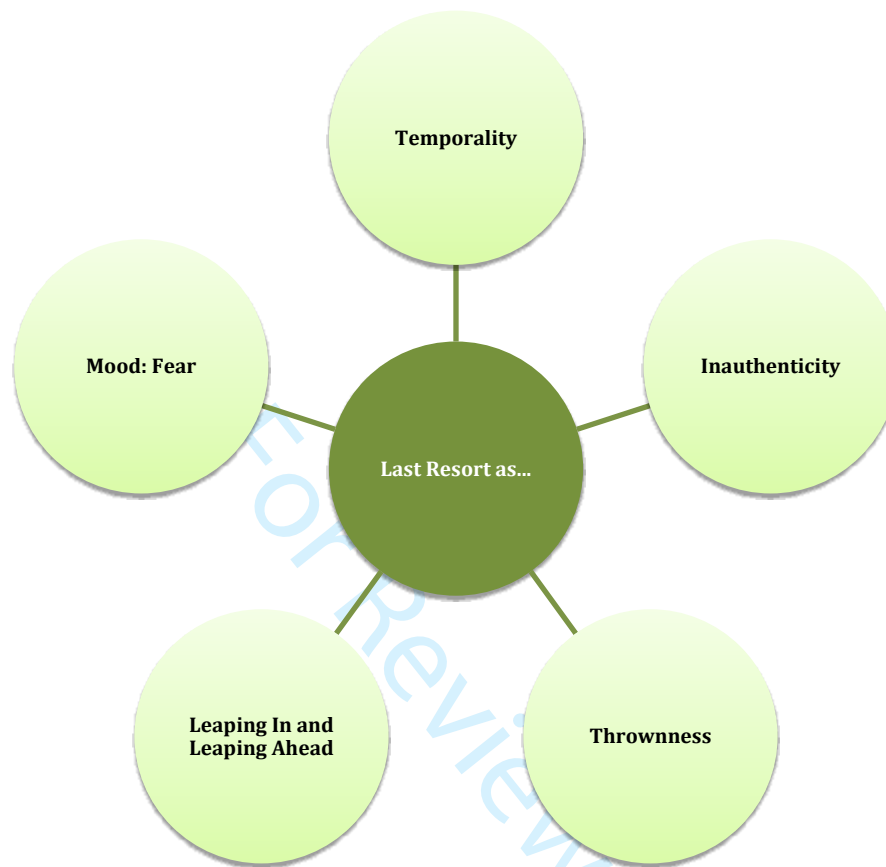 Temporality
Mood: Fear
Inauthenticity
Last Resort as...
Leaping In and
Leaping Ahead
Thrownness
For Review